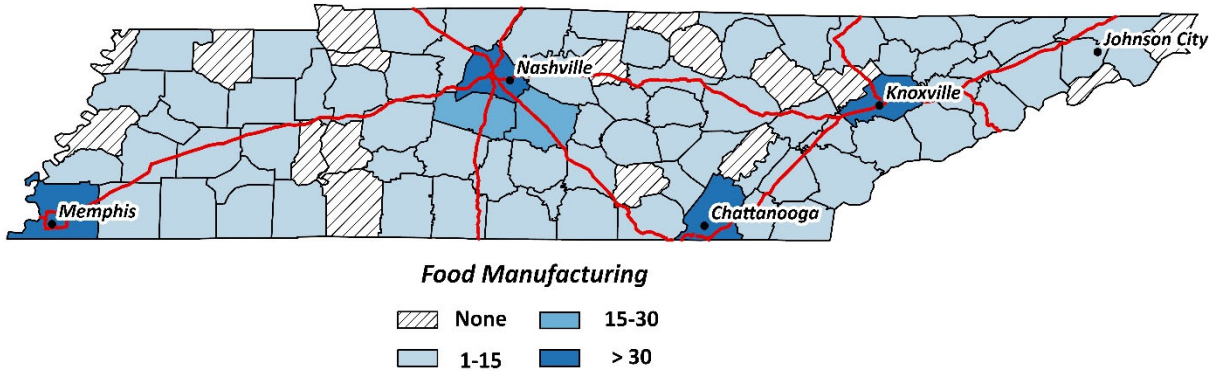 Johnson City
Nashville
Knoxville
Memphis
Chattanooga
Food Manufacturing
None
15-30
1-15
> 30